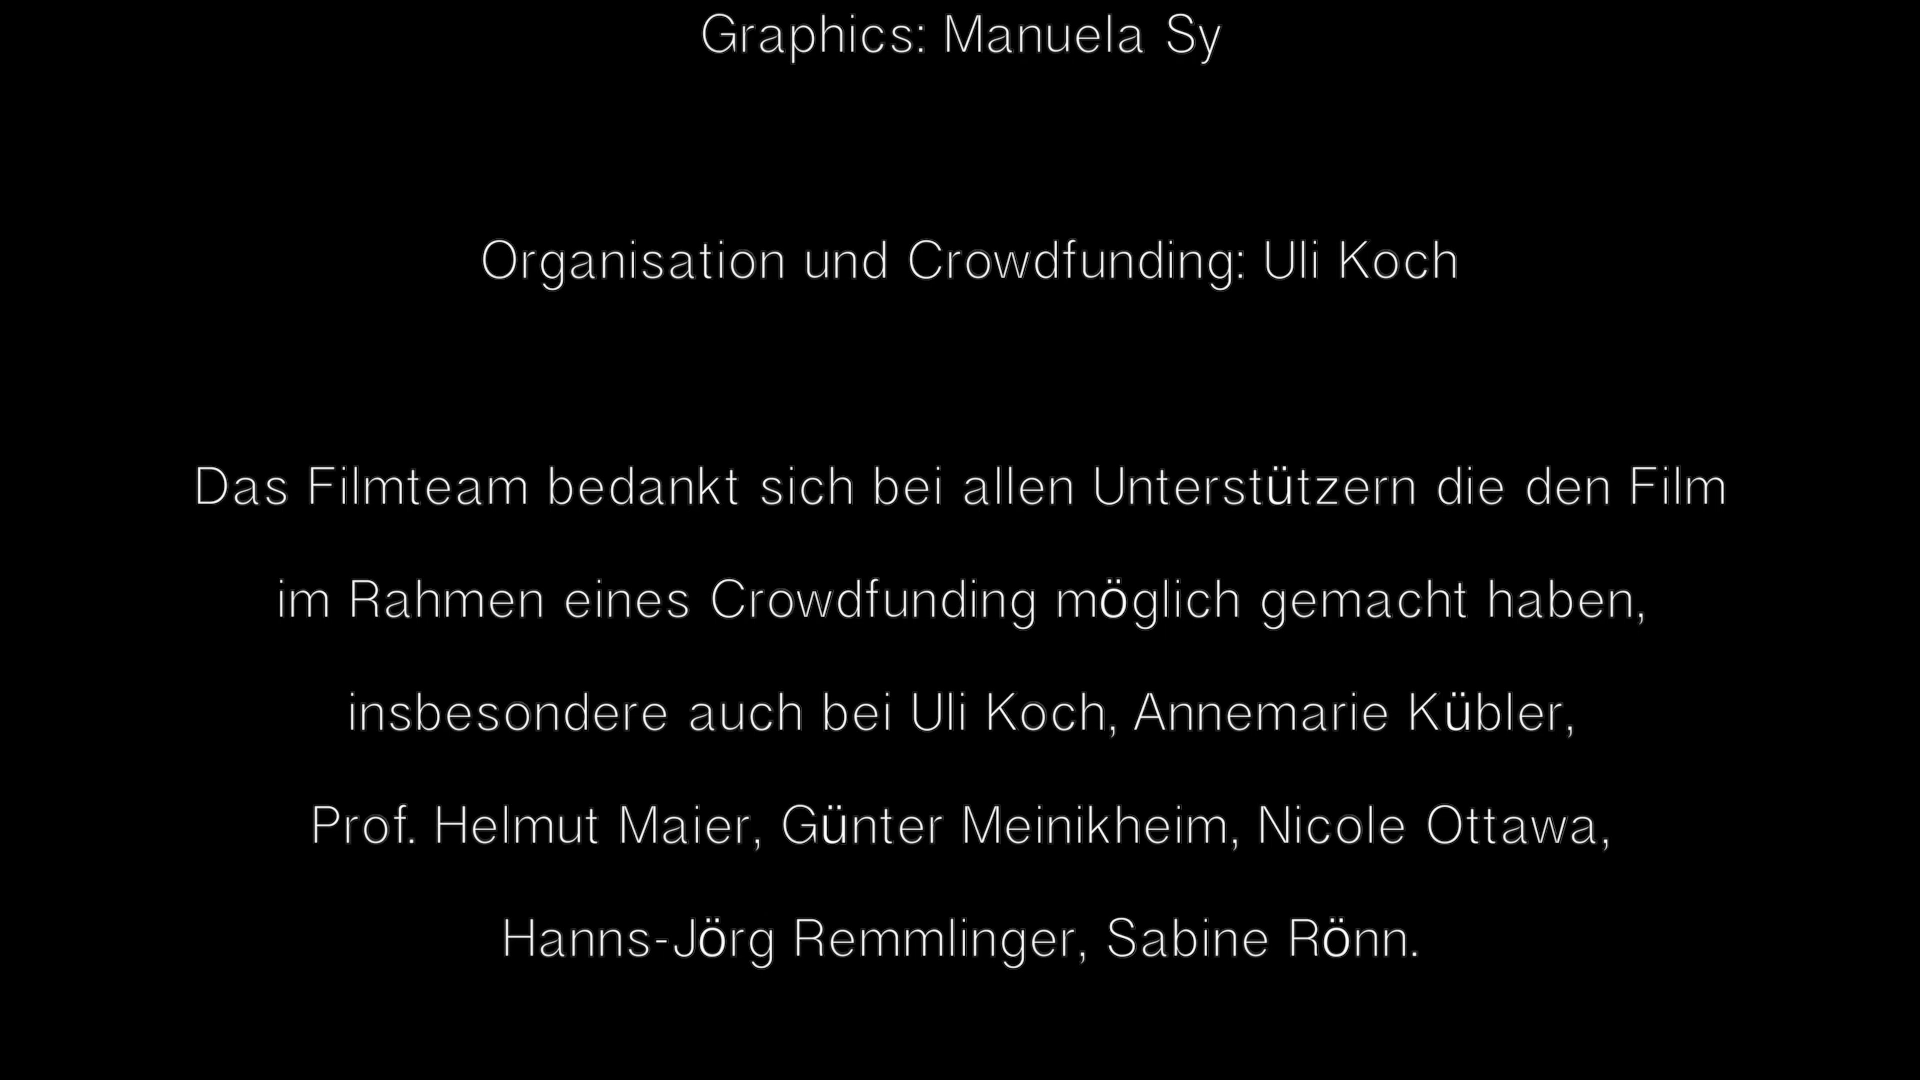 Graphics: Manuela Sy
Organisation und Crowdfunding: Uli Koch
Das Filmteam bedankt sich bei allen Unterstützern die den Film
im Rahmen eines Crowdfunding möglich gemacht haben,
insbesondere auch bei Uli Koch, Annemarie Kübler,
Prof. Helmut Maier, Günter Meinikheim, Nicole Ottawa,
Hanns-Jörg Remmlinger, Sabine Rönn.